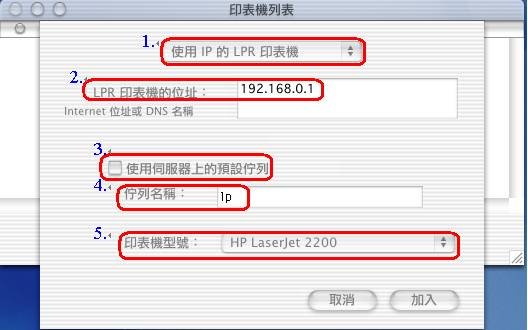 印表機列表
1. 使用 IP 的 LPR 印表機
2. LPR 印表機的位址： 192.168.0.1
Internet 位址或 DNS 名稱
3. 使用伺服器上的預設佇列
4. 佇列名稱： lp
5. 印表機型號： HP LaserJet 2200
取消 加入